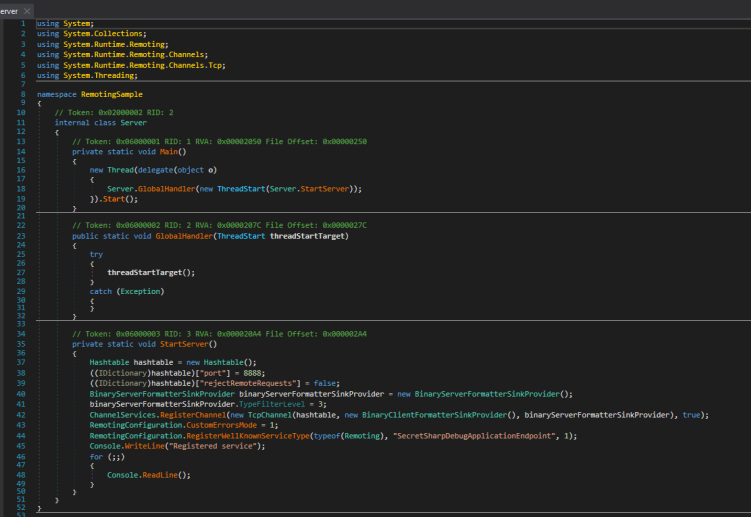 erver ×
1 using System;
2 using System.Collections;
3 using System.Runtime.Remoting;
4 using System.Runtime.Remoting.Channels;
5 using System.Runtime.Remoting.Channels.Tcp;
6 using System.Threading;
7
8 namespace RemotingSample
9 {
10 // Token: 0x02000002 RID: 2
11 internal class Server
12 {
13 // Token: 0x06000001 RID: 1 RVA: 0x00002050 File Offset: 0x00000250
14 private static void Main()
15 {
16 new Thread(delegate(object o)
17 {
18 Server.GlobalHandler(new ThreadStart(Server.StartServer));
19 }).Start();
20 }
21
22 // Token: 0x06000002 RID: 2 RVA: 0x0000207C File Offset: 0x0000027C
23 public static void GlobalHandler(ThreadStart threadStartTarget)
24 {
25 try
26 {
27 threadStartTarget();
28 }
29 catch (Exception)
30 {
31 }
32 }
33
34 // Token: 0x06000003 RID: 3 RVA: 0x000020A4 File Offset: 0x000002A4
35 private static void StartServer()
36 {
37 Hashtable hashtable = new Hashtable();
38 ((IDictionary)hashtable)["port"] = 8888;
39 ((IDictionary)hashtable)["rejectRemoteRequests"] = false;
40 BinaryServerFormatterSinkProvider binaryServerFormatterSinkProvider = new BinaryServerFormatterSinkProvider();
41 binaryServerFormatterSinkProvider.TypeFilterLevel = 3;
42 ChannelServices.RegisterChannel(new TcpChannel(hashtable, new BinaryClientFormatterSinkProvider(), binaryServerFormatterSinkProvider), true);
43 RemotingConfiguration.CustomErrorsMode = 1;
44 RemotingConfiguration.RegisterWellKnownServiceType(typeof(Remoting), "SecretSharpDebugApplicationEndpoint", 1);
45 Console.WriteLine("Registered service");
46 for (;;)
47 {
48 Console.ReadLine();
49 }
50 }
51 }
52 }
53